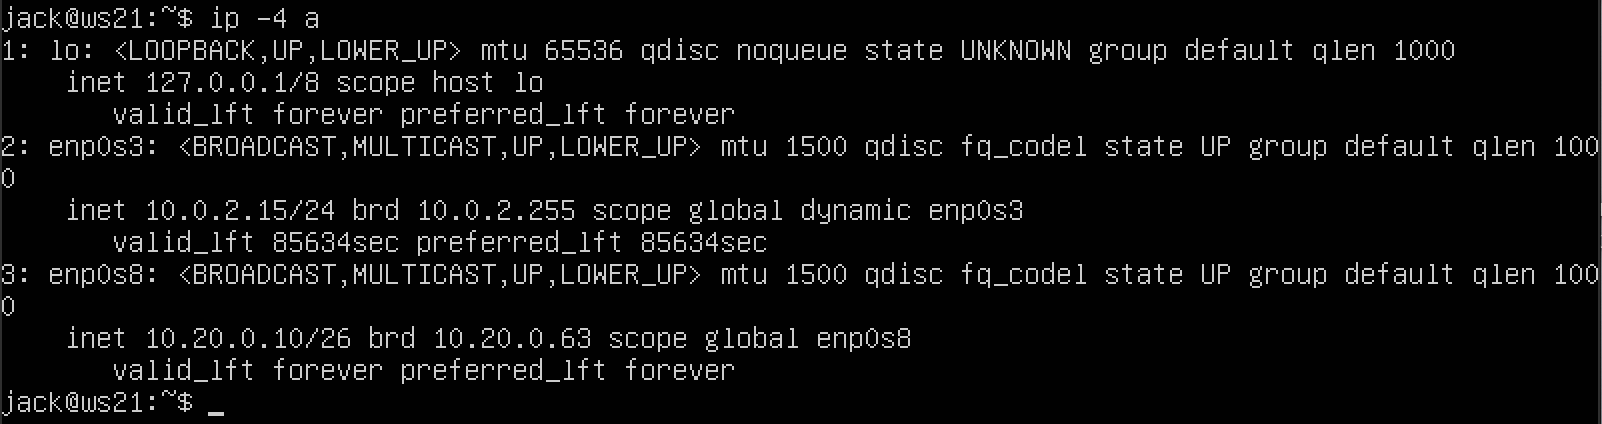 jack@ws21:~$ ip -4 a
1: lo: <LOOPBACK,UP,LOWER_UP> mtu 65536 qdisc noqueue state UNKNOWN group default qlen 1000
    inet 127.0.0.1/8 scope host lo
       valid_lft forever preferred_lft forever
2: enp0s3: <BROADCAST,MULTICAST,UP,LOWER_UP> mtu 1500 qdisc fq_codel state UP group default qlen 100
0
    inet 10.0.2.15/24 brd 10.0.2.255 scope global dynamic enp0s3
       valid_lft 85634sec preferred_lft 85634sec
3: enp0s8: <BROADCAST,MULTICAST,UP,LOWER_UP> mtu 1500 qdisc fq_codel state UP group default qlen 100
0
    inet 10.20.0.10/26 brd 10.20.0.63 scope global enp0s8
       valid_lft forever preferred_lft forever
jack@ws21:~$ _